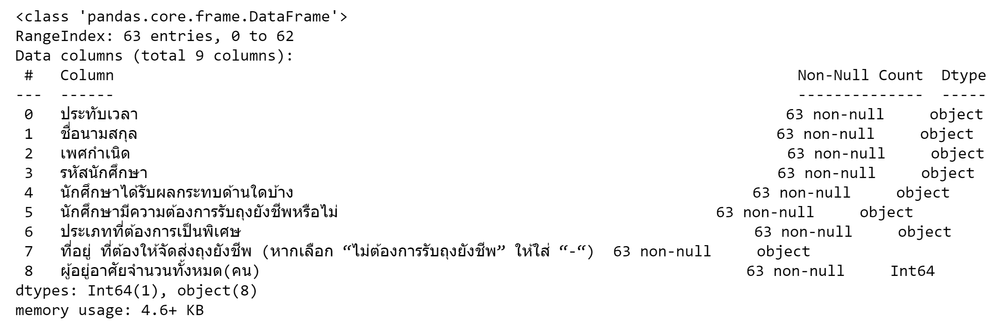 <class 'pandas.core.frame.DataFrame'>
RangeIndex: 63 entries, 0 to 62
Data columns (total 9 columns):
 #   Column   Non-Null Count  Dtype
---  ------   --------------  -----
 0   ประทับเวลา   63 non-null     object
 1   ชื่อนามสกุล   63 non-null     object
 2   เพศกำเนิด   63 non-null     object
 3   รหัสนักศึกษา   63 non-null     object
 4   นักศึกษาได้รับผลกระทบด้านใดบ้าง   63 non-null     object
 5   นักศึกษามีความต้องการรับถุงยังชีพหรือไม่   63 non-null     object
 6   ประเภทที่ต้องการเป็นพิเศษ   63 non-null     object
 7   ที่อยู่ ที่ต้องให้จัดส่งถุงยังชีพ (หากเลือก “ไม่ต้องการรับถุงยังชีพ” ให้ใส่ “-“)  63 non-null     object
 8   ผู้อยู่อาศัยจำนวนทั้งหมด(คน)   63 non-null     Int64
dtypes: Int64(1), object(8)
memory usage: 4.6+ KB